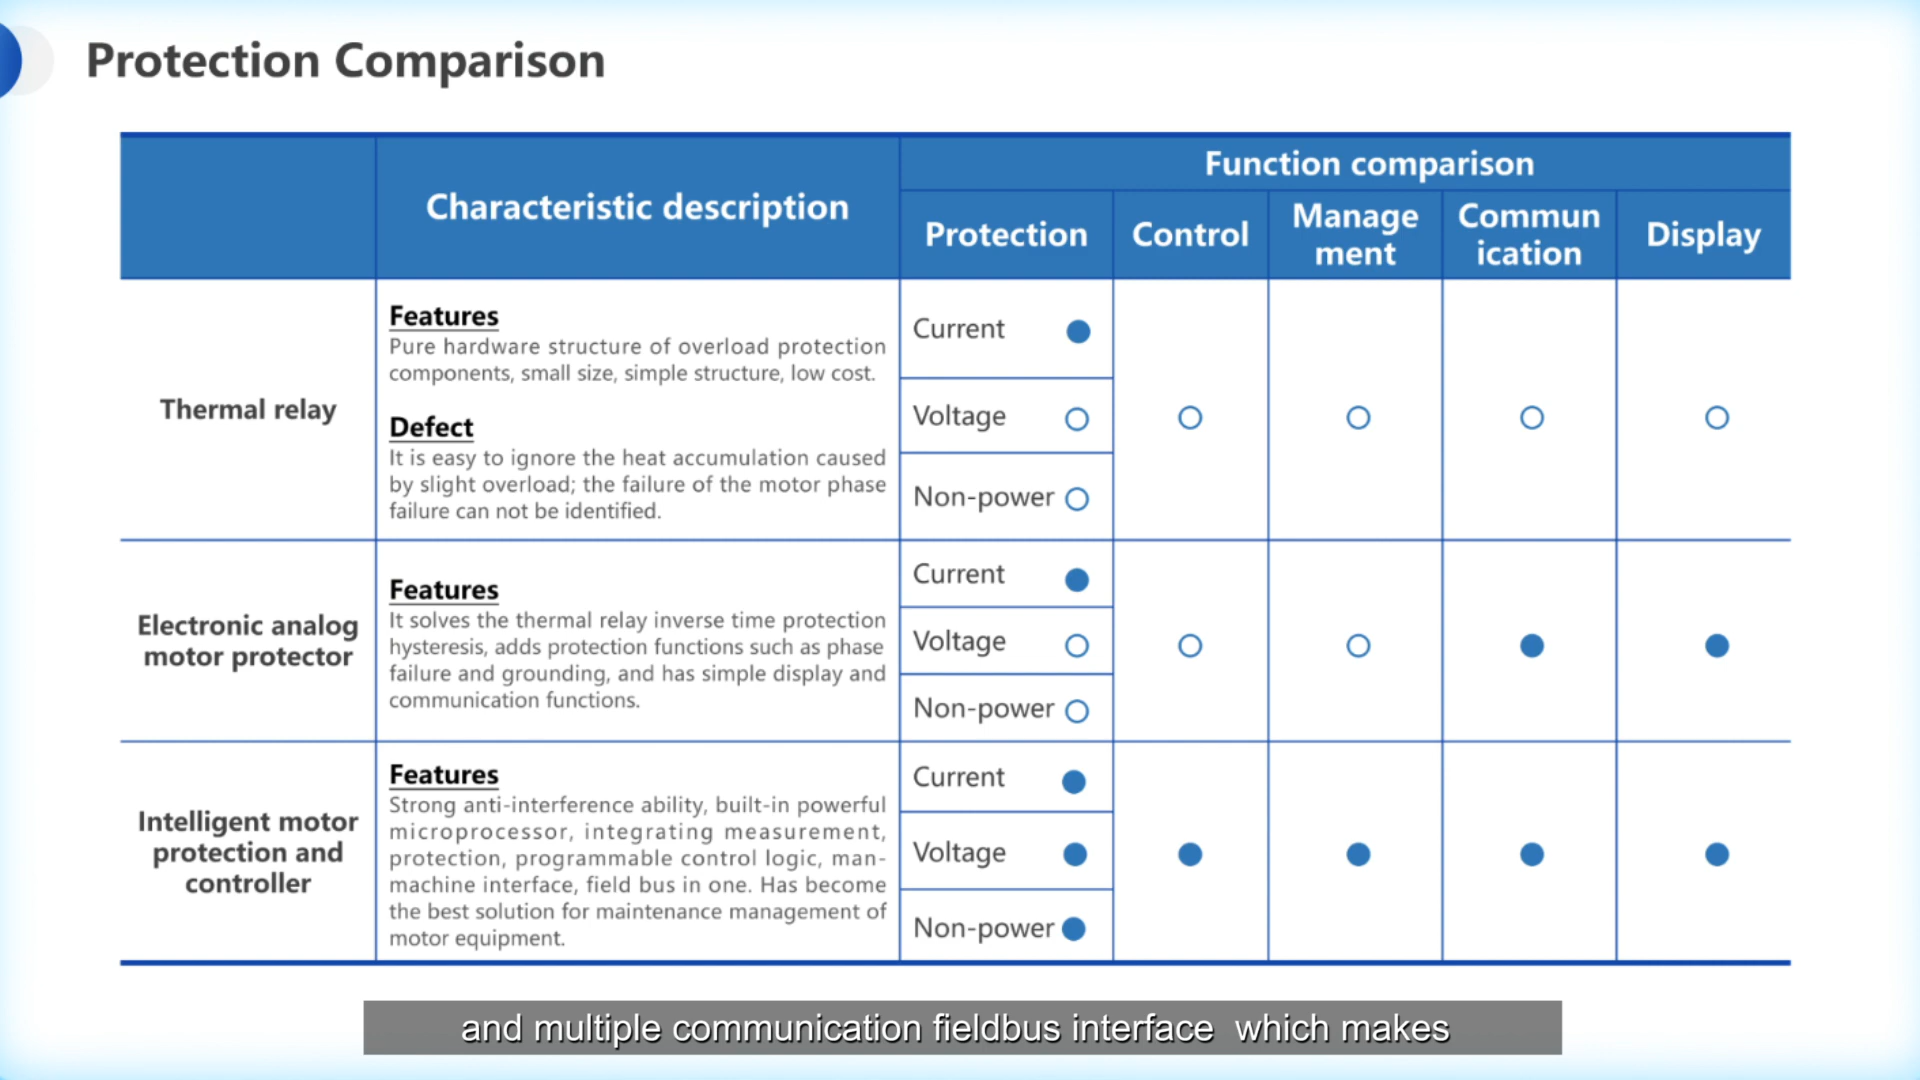 Protection Comparison
Characteristic description
Function comparison
Protection
Control
Manage
ment
Commun
ication
Display
Thermal relay
Features
Pure hardware structure of overload protection
components, small size, simple structure, low cost.
Defect
It is easy to ignore the heat accumulation caused
by slight overload; the failure of the motor phase
failure can not be identified.
Current
Voltage
Non-power
Electronic analog
motor protector
Features
It solves the thermal relay inverse time protection
hysteresis, adds protection functions such as phase
failure and grounding, and has simple display and
communication functions.
Current
Voltage
Non-power
Intelligent motor
protection and
controller
Features
Strong anti-interference ability, built-in powerful
microprocessor, integrating measurement,
protection, programmable control logic, man-
machine interface, field bus in one. Has become
the best solution for maintenance management of
motor equipment.
Current
Voltage
Non-power
and multiple communication fieldbus interface which makes